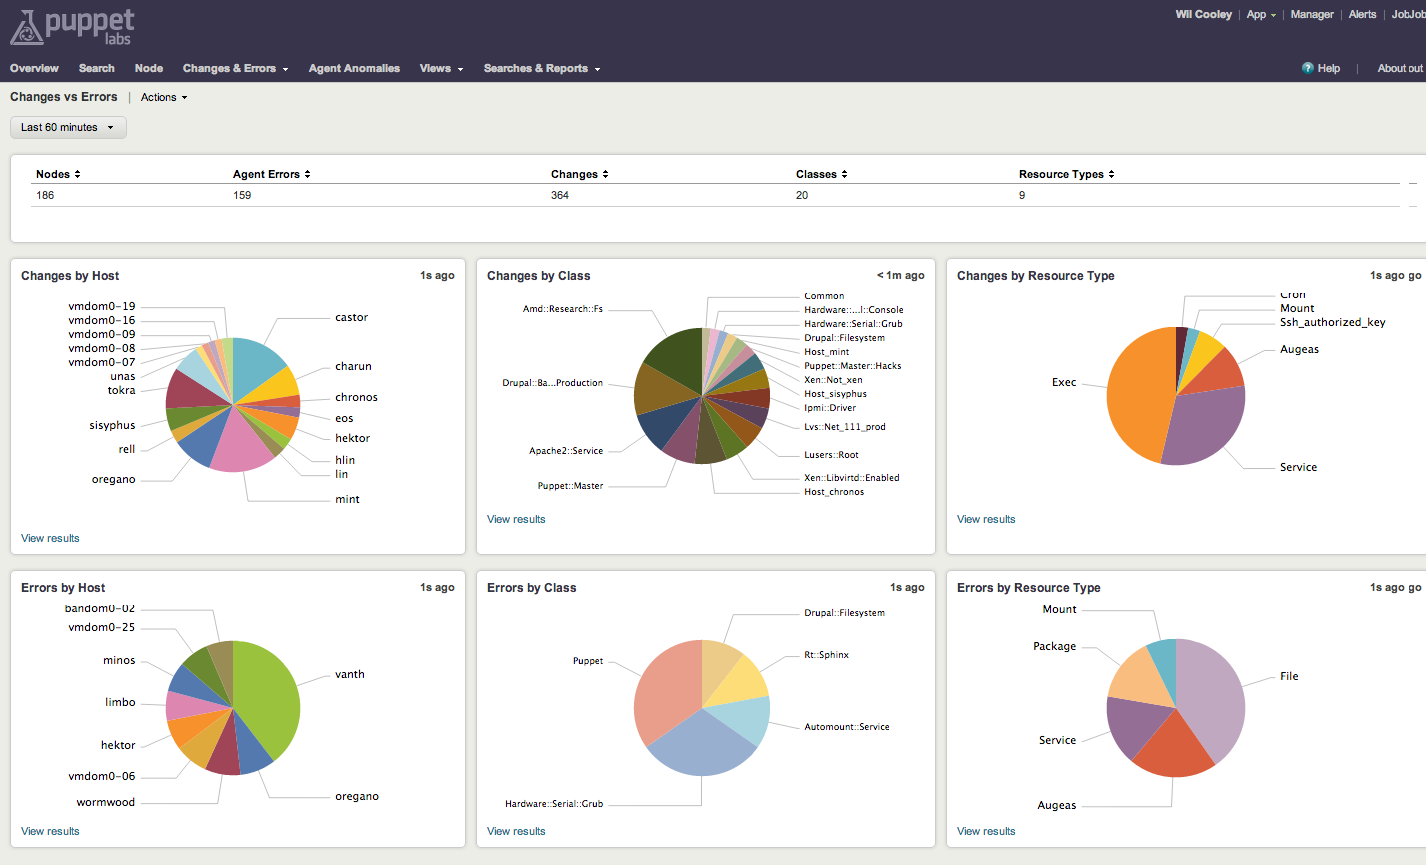 puppet
labs
Wil Cooley | App | Manager | Alerts | JobJob
Overview Search Node Changes & Errors Agent Anomalies Views Searches & Reports ? Help | About out
Changes vs Errors | Actions
Last 60 minutes
Nodes Agent Errors Changes Classes Resource Types
186 159 364 20 9
Changes by Host 1s ago
vmdom0-19
vmdom0-16
vmdom0-09
vmdom0-08
vmdom0-07
unas
tokra
sisyphus
rell
oregano
castor
charun
chronos
eos
hektor
hlin
lin
mint
View results
Changes by Class < 1m ago
Amd::Research::Fs
Drupal::Ba...Production
Apache2::Service
Puppet::Master
Common
Hardware::...l::Console
Hardware::Serial::Grub
Drupal::Filesystem
Host_mint
Puppet::Master::Hacks
Xen::Not_xen
Host_sisyphus
Ipmi::Driver
Lvs::Net_111_prod
Lusers::Root
Xen::Libvirtd::Enabled
Host_chronos
View results
Changes by Resource Type 1s ago go
Exec
Cron
Mount
Ssh_authorized_key
Augeas
Service
View results
Errors by Host 1s ago
bandom0-02
vmdom0-25
minos
limbo
hektor
vmdom0-06
wormwood
vanth
oregano
View results
Errors by Class 1s ago
Puppet
Hardware::Serial::Grub
Drupal::Filesystem
Rt::Sphinx
Automount::Service
View results
Errors by Resource Type 1s ago go
Mount
Package
Service
Augeas
File
View results